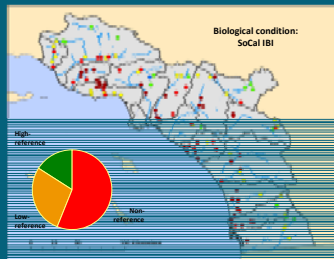 Biological condition:
SoCal IBI
High-
reference
Low-
reference
Non-
reference